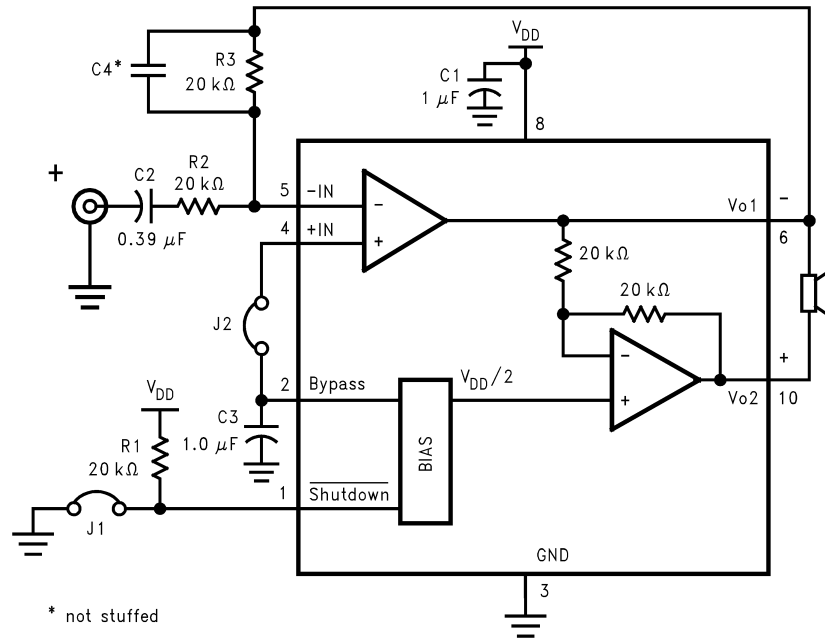 V_DD
C4*
R3
20 kΩ
C1
1 μF
8
+
C2
R2
20 kΩ
0.39 μF
5
-IN
4
+IN
-
+
Vo1
-
6
20 kΩ
20 kΩ
J2
2
Bypass
V_DD/2
-
+
+
Vo2
10
C3
1.0 μF
BIAS
V_DD
R1
20 kΩ
1
Shutdown
J1
GND
3
* not stuffed